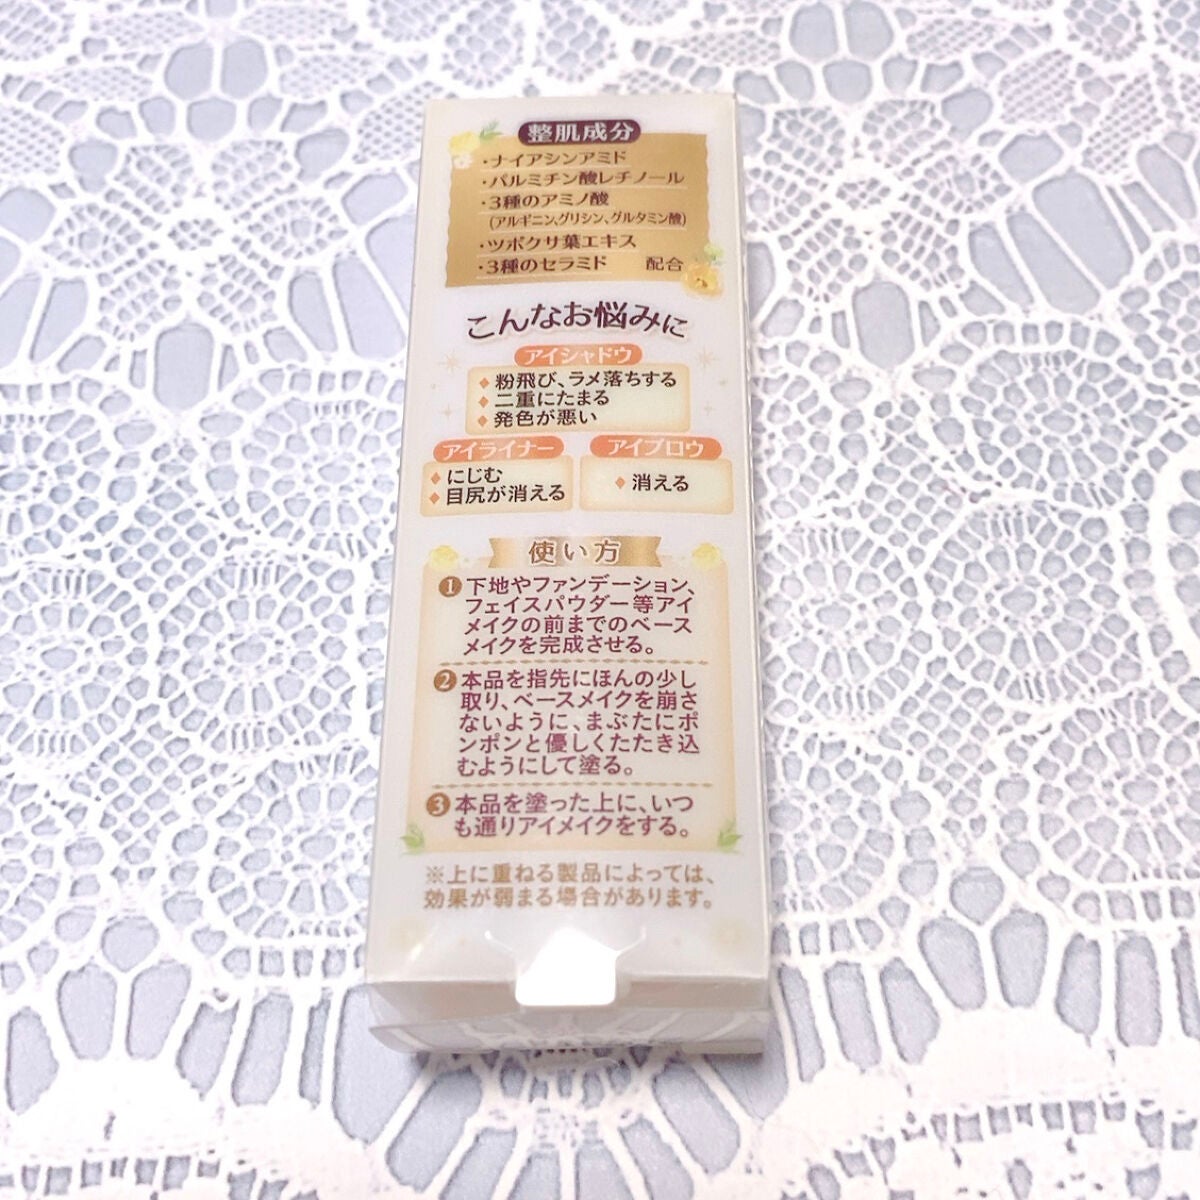 整肌成分
・ナイアシンアミド
・パルミチン酸レチノール
・3種のアミノ酸
(アルギニン、グリシン、グルタミン酸)
・ツボクサ葉エキス
・3種のセラミド 配合
こんなお悩みに
アイシャドウ
粉飛び、ラメ落ちする
二重にたまる
発色が悪い
アイライナー
にじむ
目尻が消える
アイブロウ
消える
使い方
1 下地やファンデーション、
フェイスパウダー等アイ
メイクの前までのベース
メイクを完成させる。
2 本品を指先にほんの少し
取り、ベースメイクを崩さ
ないように、まぶたにポ
ンポンと優しくたたき込
むようにして塗る。
3 本品を塗った上に、いつ
も通りアイメイクをする。
※上に重ねる製品によっては、
効果が弱まる場合があります。